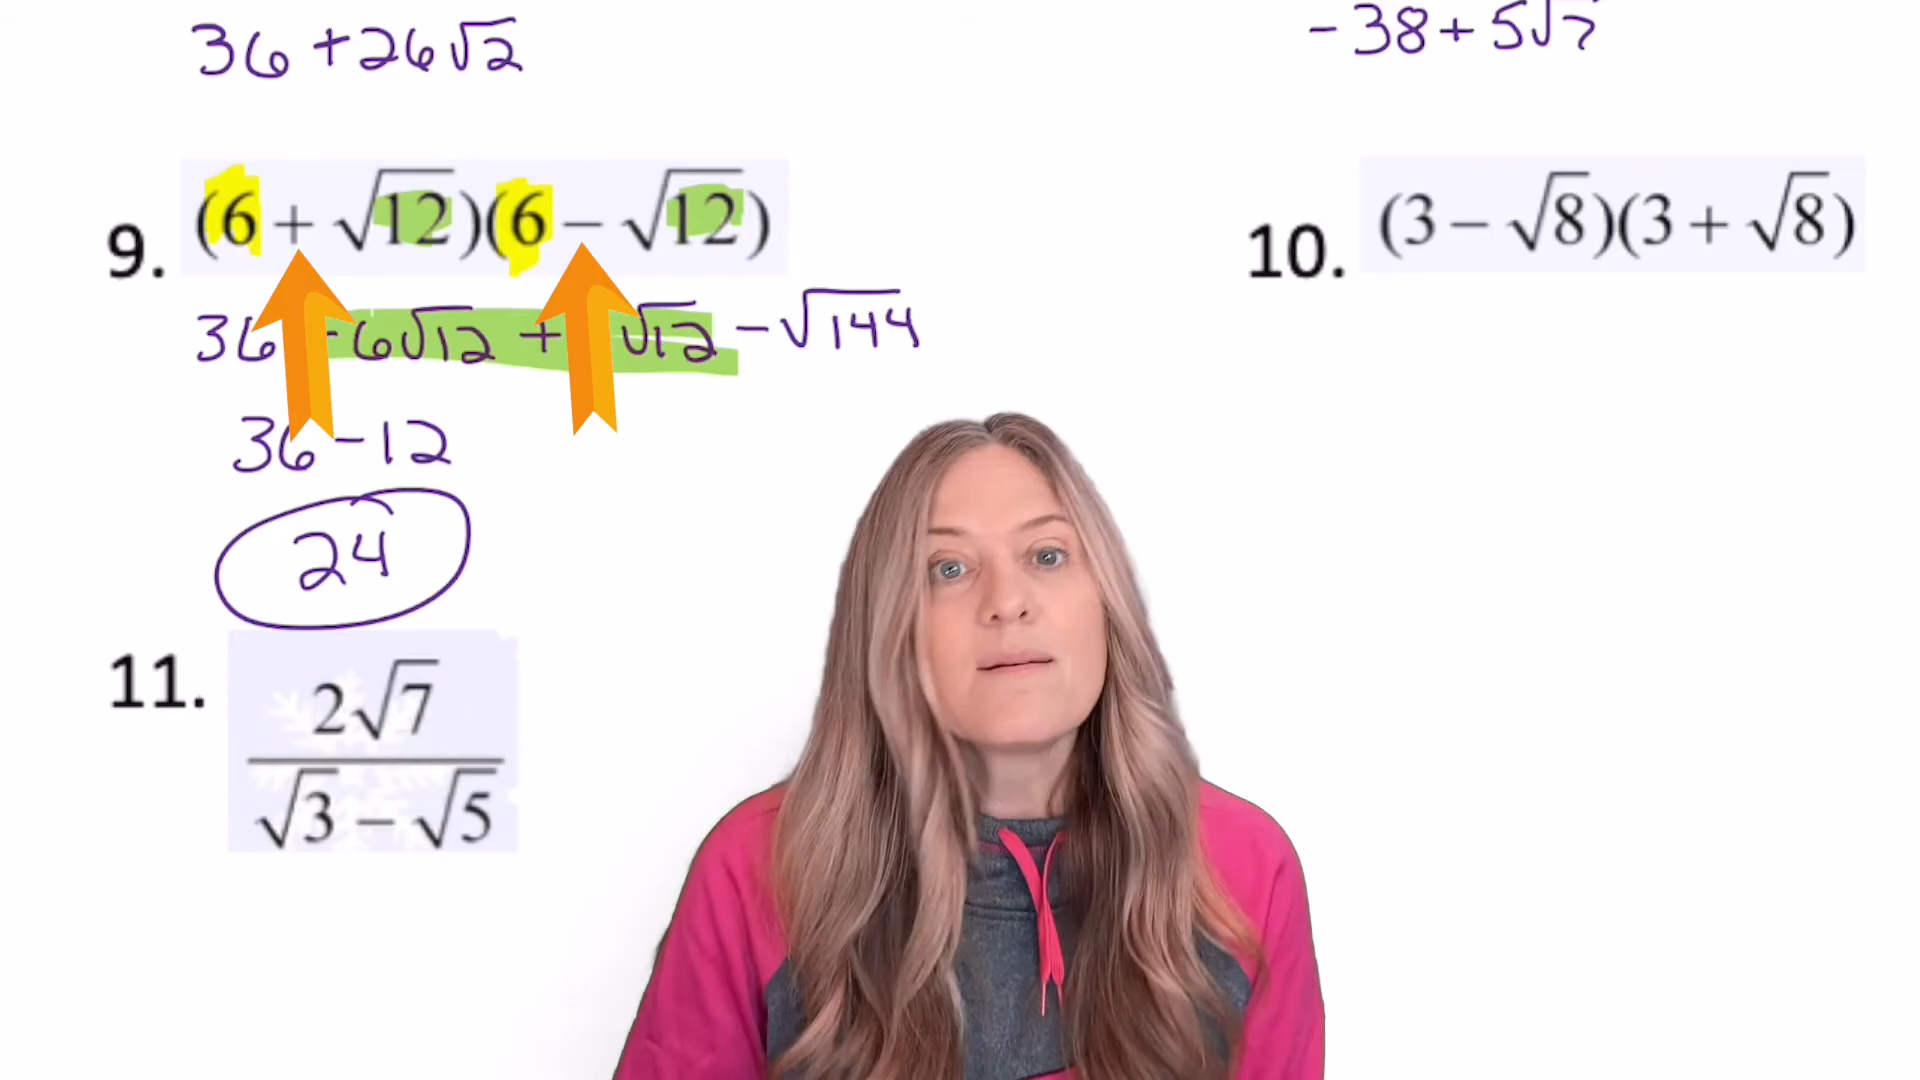 36 + 26√2
-38 + 5√7
9. (6 + √12)(6 − √12)
36 - 6√12 + √12 - √144
36 - 12
24
10. (3 − √8)(3 + √8)
11. 2√7
√3 − √5